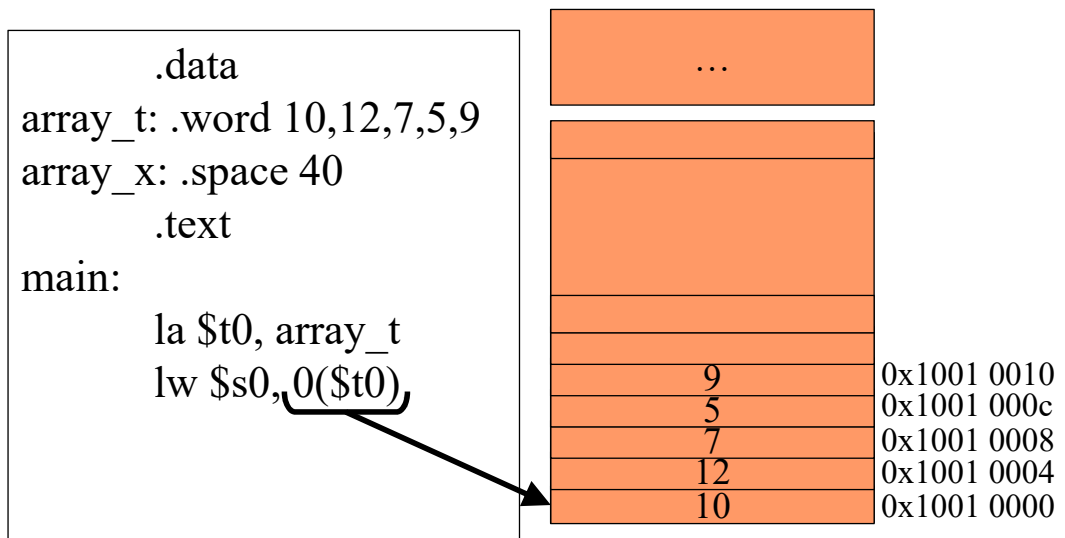 .data
array_t: .word 10,12,7,5,9
array_x: .space 40
.text
main:
la $t0, array_t
lw $s0, 0($t0)
…
9 0x1001 0010
5 0x1001 000c
7 0x1001 0008
12 0x1001 0004
10 0x1001 0000